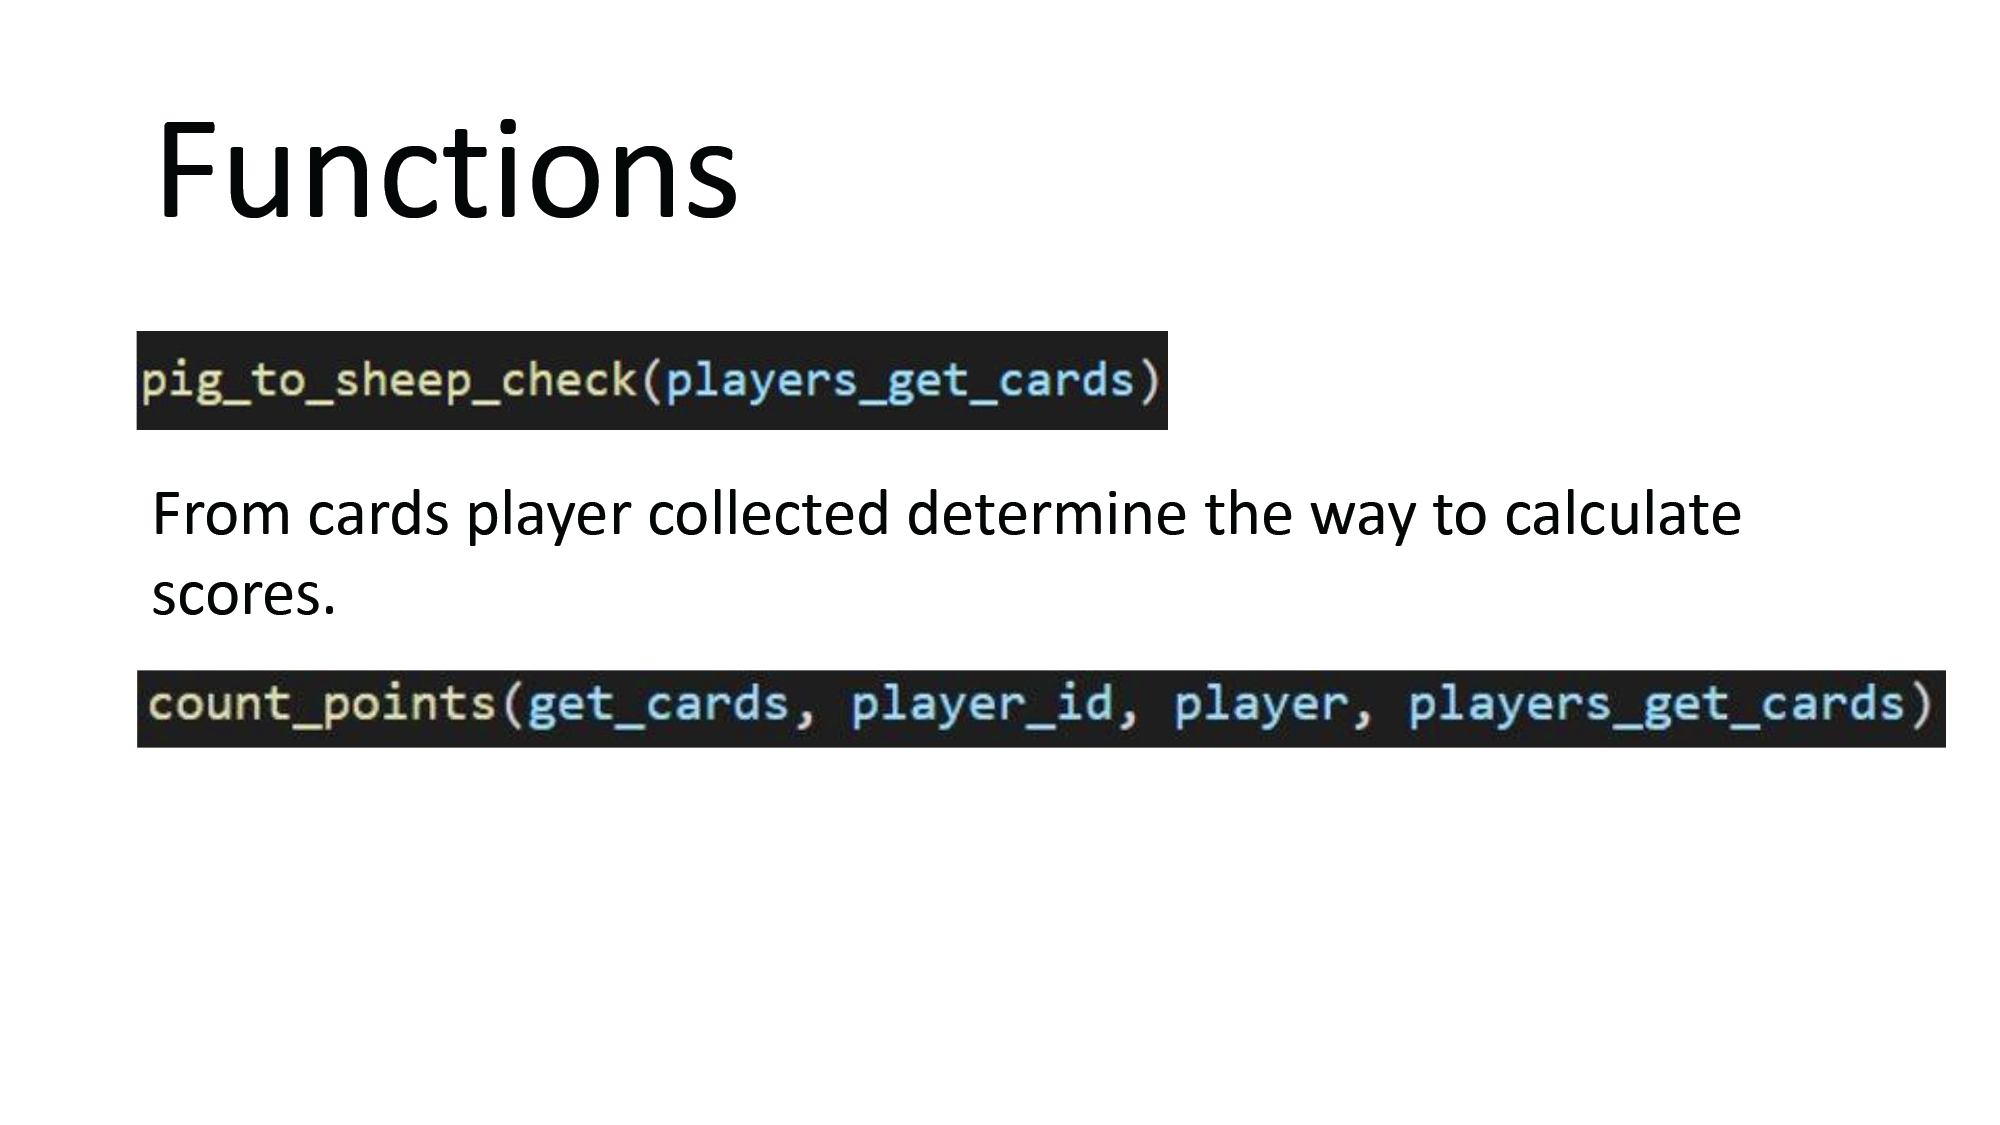 Functions
pig_to_sheep_check(players_get_cards)
From cards player collected determine the way to calculate
scores.
count_points(get_cards, player_id, player, players_get_cards)